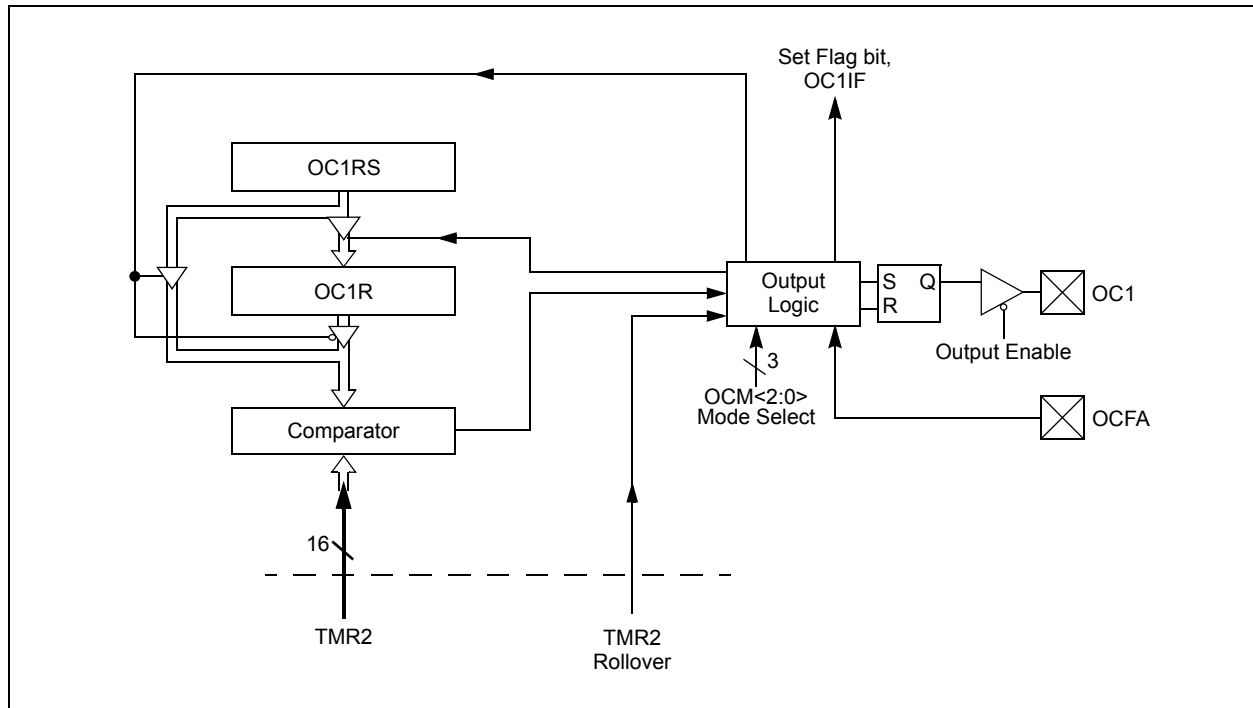 Set Flag bit,
OC1IF
OC1RS
OC1R
Output
Logic
S Q
R
OC1
Output Enable
3
OCM<2:0>
Mode Select
OCFA
Comparator
16
TMR2
TMR2
Rollover